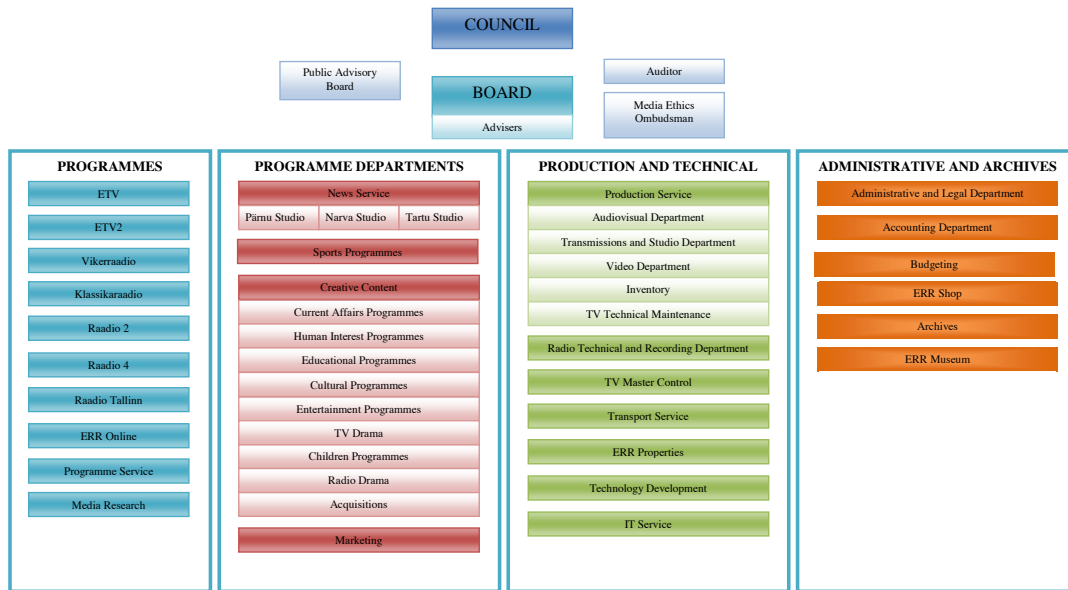 COUNCIL
Public Advisory
Board
BOARD
Advisers
Auditor
Media Ethics
Ombudsman
PROGRAMMES
ETV
ETV2
Vikerraadio
Klassikaraadio
Raadio 2
Raadio 4
Raadio Tallinn
ERR Online
Programme Service
Media Research
PROGRAMME DEPARTMENTS
News Service
Pärnu Studio
Narva Studio
Tartu Studio
Sports Programmes
Creative Content
Current Affairs Programmes
Human Interest Programmes
Educational Programmes
Cultural Programmes
Entertainment Programmes
TV Drama
Children Programmes
Radio Drama
Acquisitions
Marketing
PRODUCTION AND TECHNICAL
Production Service
Audiovisual Department
Transmissions and Studio Department
Video Department
Inventory
TV Technical Maintenance
Radio Technical and Recording Department
TV Master Control
Transport Service
ERR Properties
Technology Development
IT Service
ADMINISTRATIVE AND ARCHIVES
Administrative and Legal Department
Accounting Department
Budgeting
ERR Shop
Archives
ERR Museum